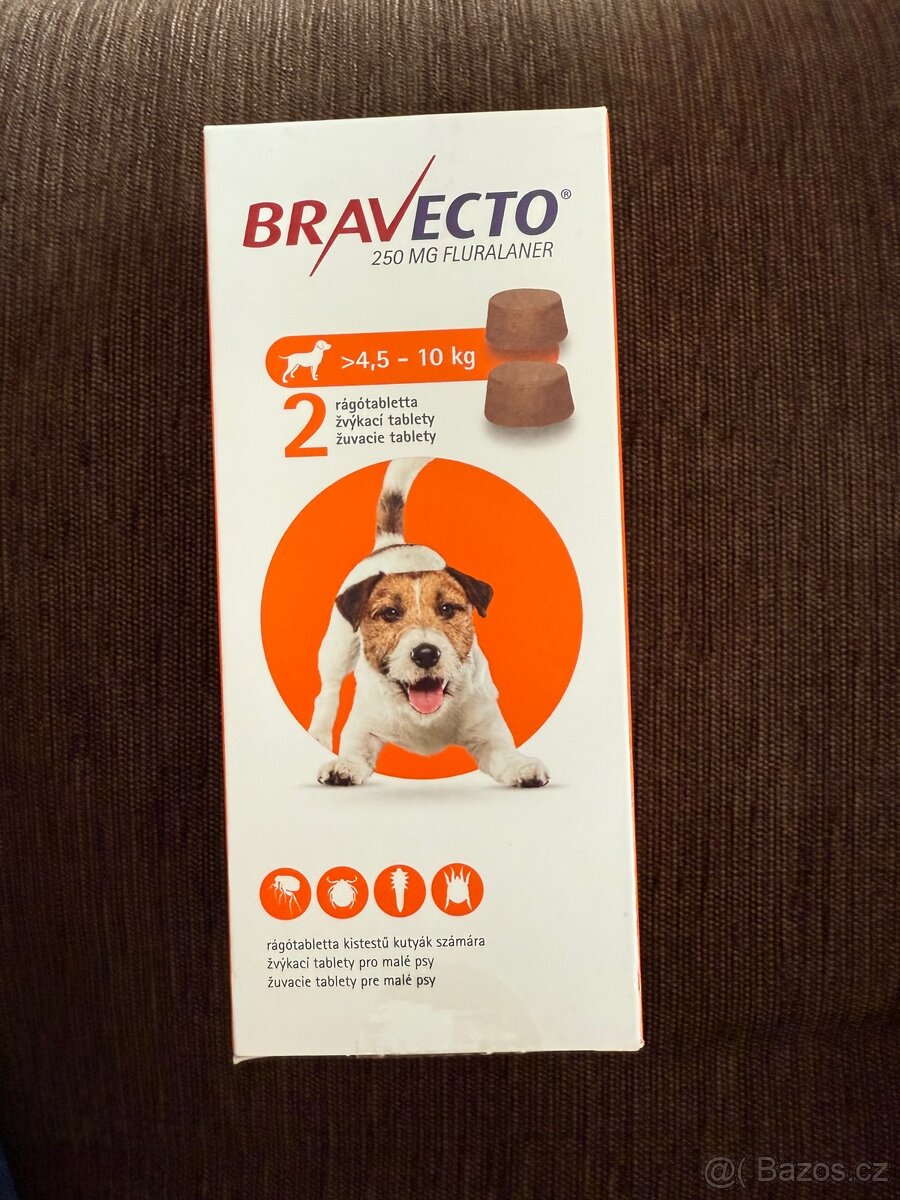 BRAVECTO®
250 MG FLURALANER
>4,5 - 10 kg
2
rágótabletta
žvýkací tablety
žuvacie tablety
rágótabletta kistestű kutyák számára
žvýkací tablety pro malé psy
žuvacie tablety pre malé psy
@( Bazos.cz